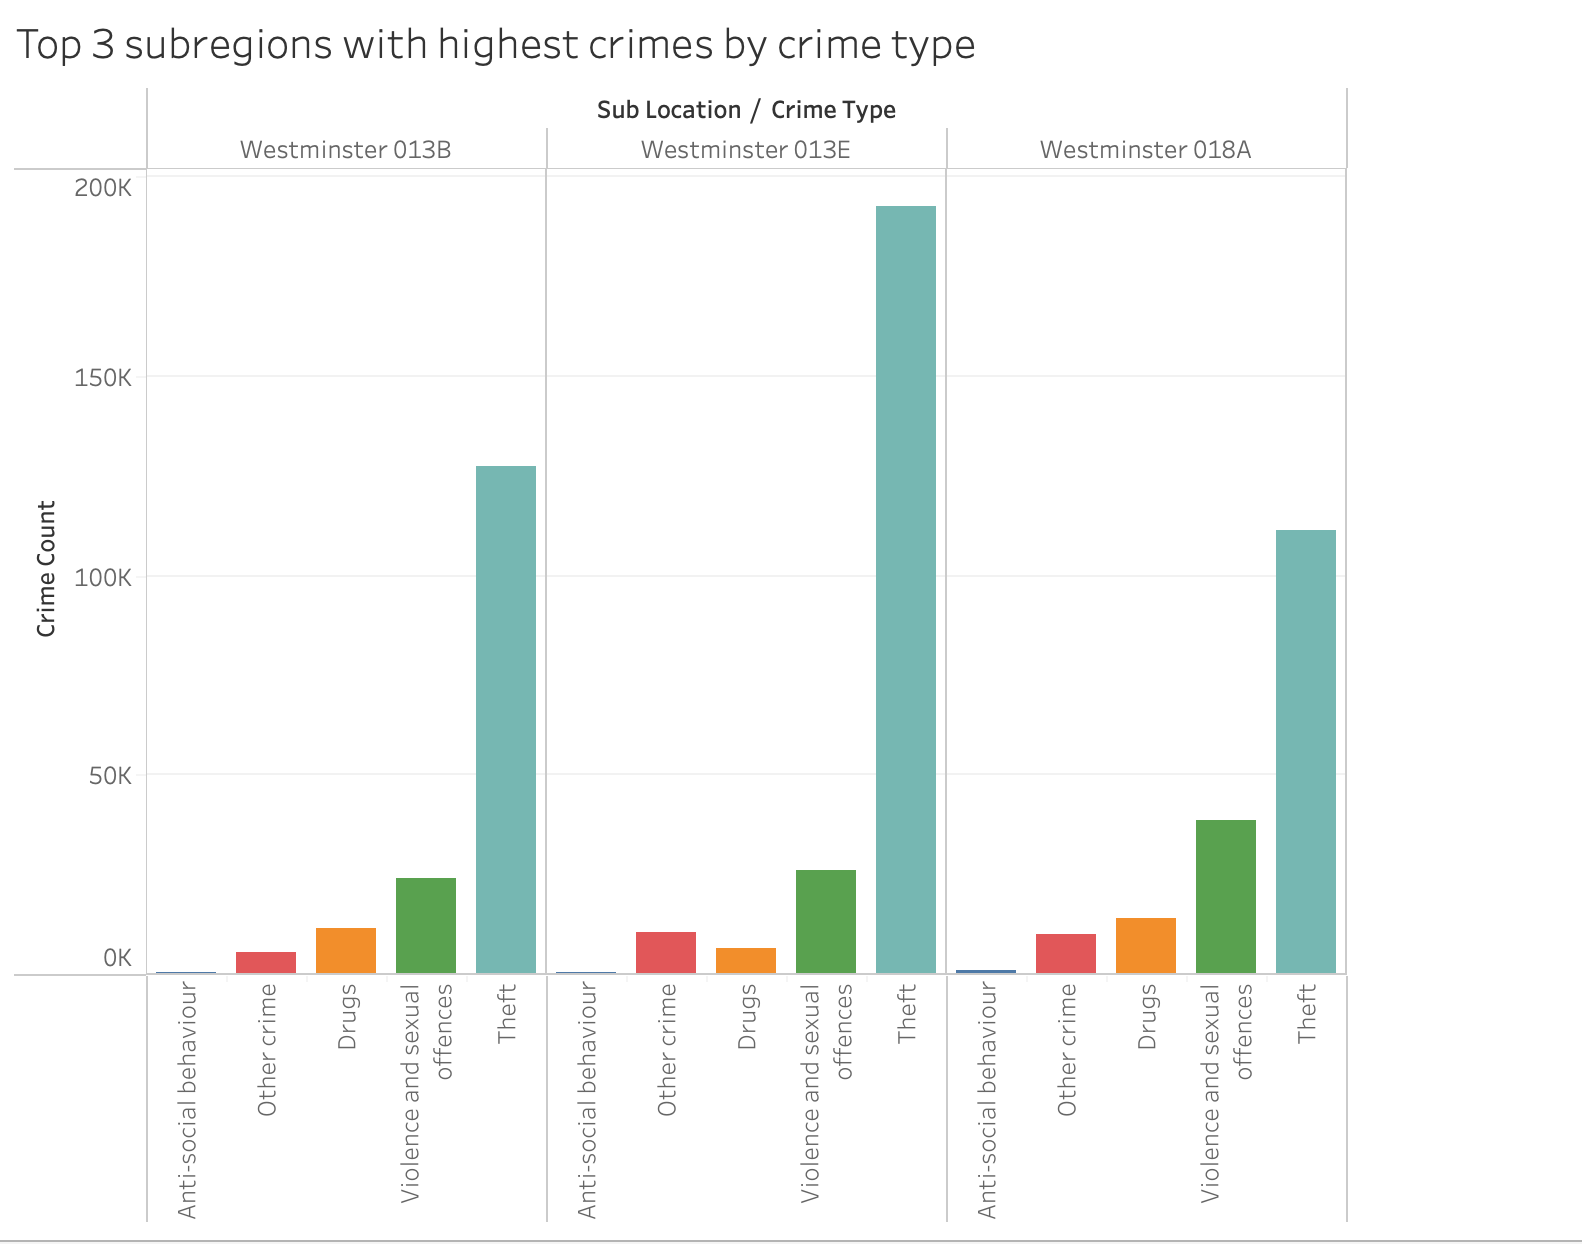 Top 3 subregions with highest crimes by crime type
Sub Location / Crime Type
Westminster 013B
Westminster 013E
Westminster 018A
200K
150K
100K
50K
0K
Crime Count
Anti-social behaviour
Other crime
Drugs
Violence and sexual
offences
Theft
Anti-social behaviour
Other crime
Drugs
Violence and sexual
offences
Theft
Anti-social behaviour
Other crime
Drugs
Violence and sexual
offences
Theft